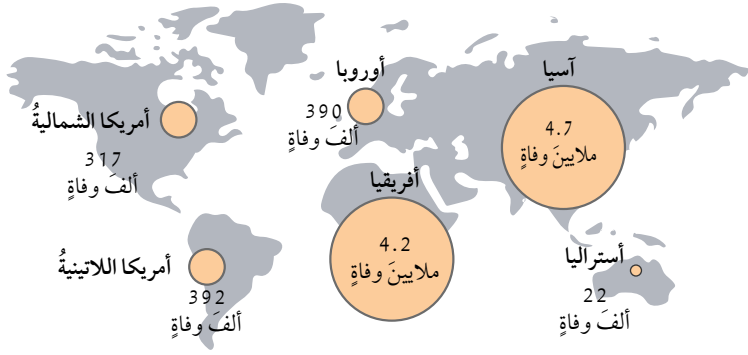 آسيا
4.7
ملايينَ وفاةٍ
أوروبا
390
ألفَ وفاةٍ
أمريكا الشماليةُ
317
ألفَ وفاةٍ
أفريقيا
4.2
ملايينَ وفاةٍ
أستراليا
22
ألفَ وفاةٍ
أمريكا اللاتينيةُ
392
ألفَ وفاةٍ